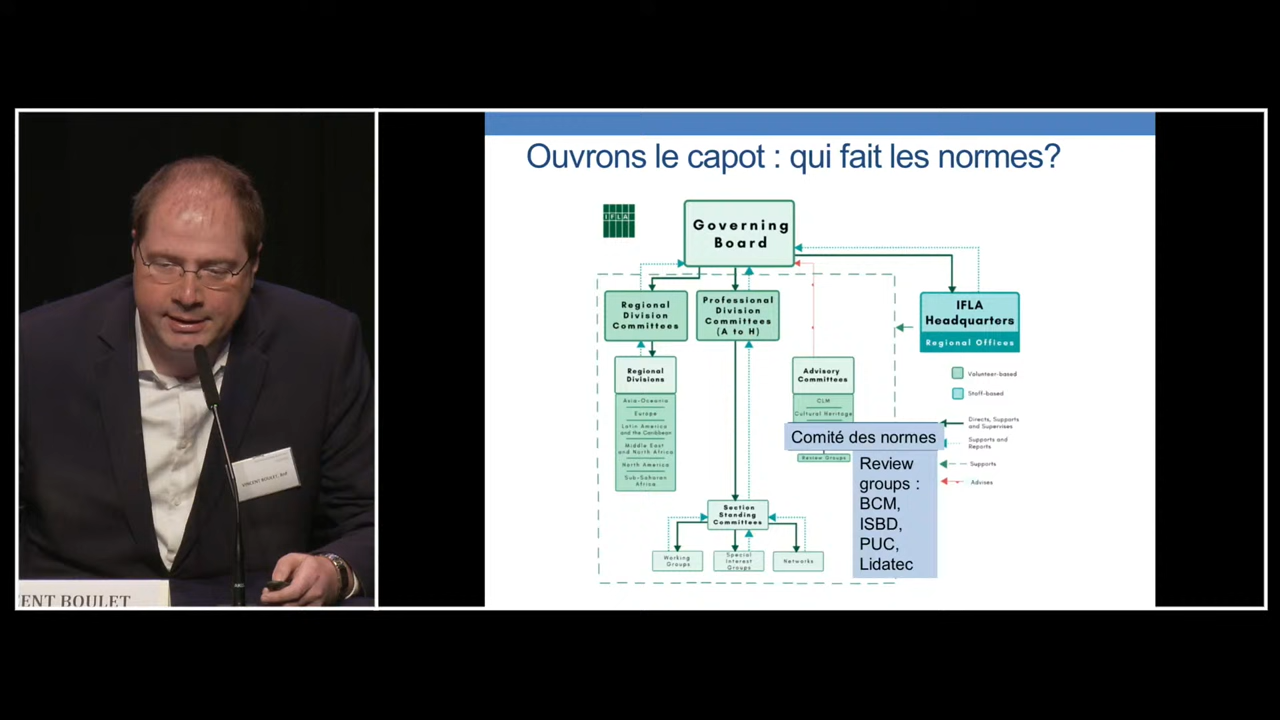 Ouvrons le capot : qui fait les normes?
IFLA
Governing
Board
Regional
Division
Committees
Professional
Division
Committees
(A to H)
IFLA
Headquarters
Regional Offices
Regional
Divisions
Asia-Oceania
Europe
Latin America
and the Caribbean
Middle East
and North Africa
North America
Sub-Saharan
Africa
Advisory
Committees
CLM
Cultural Heritage
Comité des normes
Review Groups
Review
groups :
BCM,
ISBD,
PUC,
Lidatec
Volunteer-based
Staff-based
Directs, Supports
and Supervises
Supports and
Reports
Supports
Advises
Section
Standing
Committees
Working
Groups
Special
Interest
Groups
Networks
VINCENT BOULET, BnF
ENT BOULET